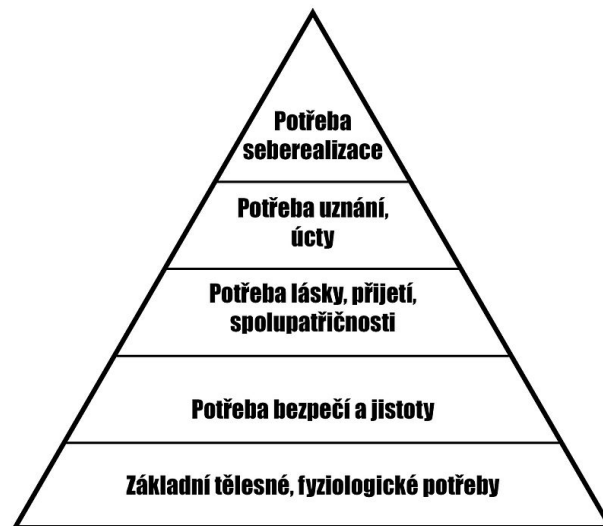 Potřeba
seberealizace
Potřeba uznání,
úcty
Potřeba lásky, přijetí,
spolupatřičnosti
Potřeba bezpečí a jistoty
Základní tělesné, fyziologické potřeby